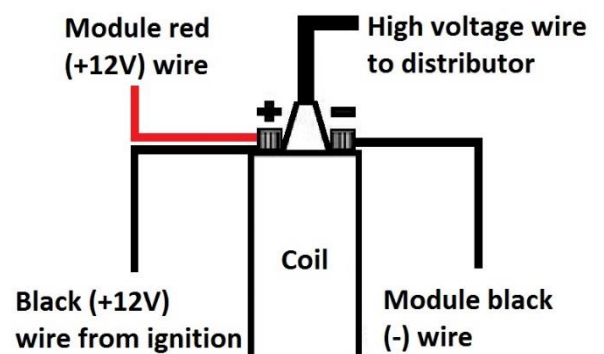 Module red
(+12V) wire
High voltage wire
to distributor
+ −
Coil
Black (+12V)
wire from ignition
Module black
(-) wire